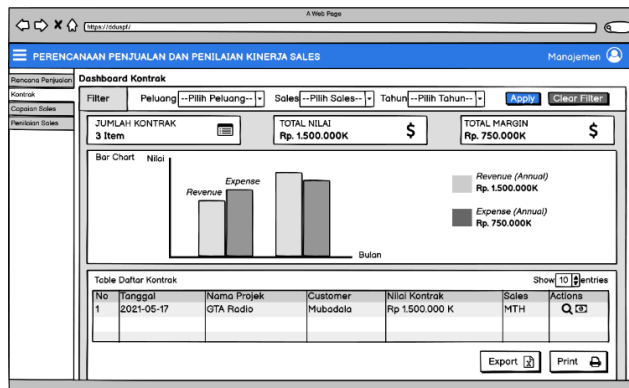 A Web Page
https://dduspf/
PERENCANAAN PENJUALAN DAN PENILAIAN KINERJA SALES
Manajemen
Rencana Penjualan
Kontrak
Capaian Sales
Penilaian Sales
Dashboard Kontrak
Filter Peluang --Pilih Peluang-- Sales --Pilih Sales-- Tahun --Pilih Tahun-- Apply Clear Filter
JUMLAH KONTRAK
3 Item
TOTAL NILAI
Rp. 1.500.000K
$
TOTAL MARGIN
Rp. 750.000K
$
Bar Chart
Nilai
Revenue
Expense
Bulan
Revenue (Annual)
Rp. 1.500.000K
Expense (Annual)
Rp. 750.000K
Table Daftar Kontrak
Show 10 entries
No Tanggal Nama Projek Customer Nilai Kontrak Sales Actions
1 2021-05-17 GTA Radio Mubadala Rp 1.500.000 K MTH
Export
Print